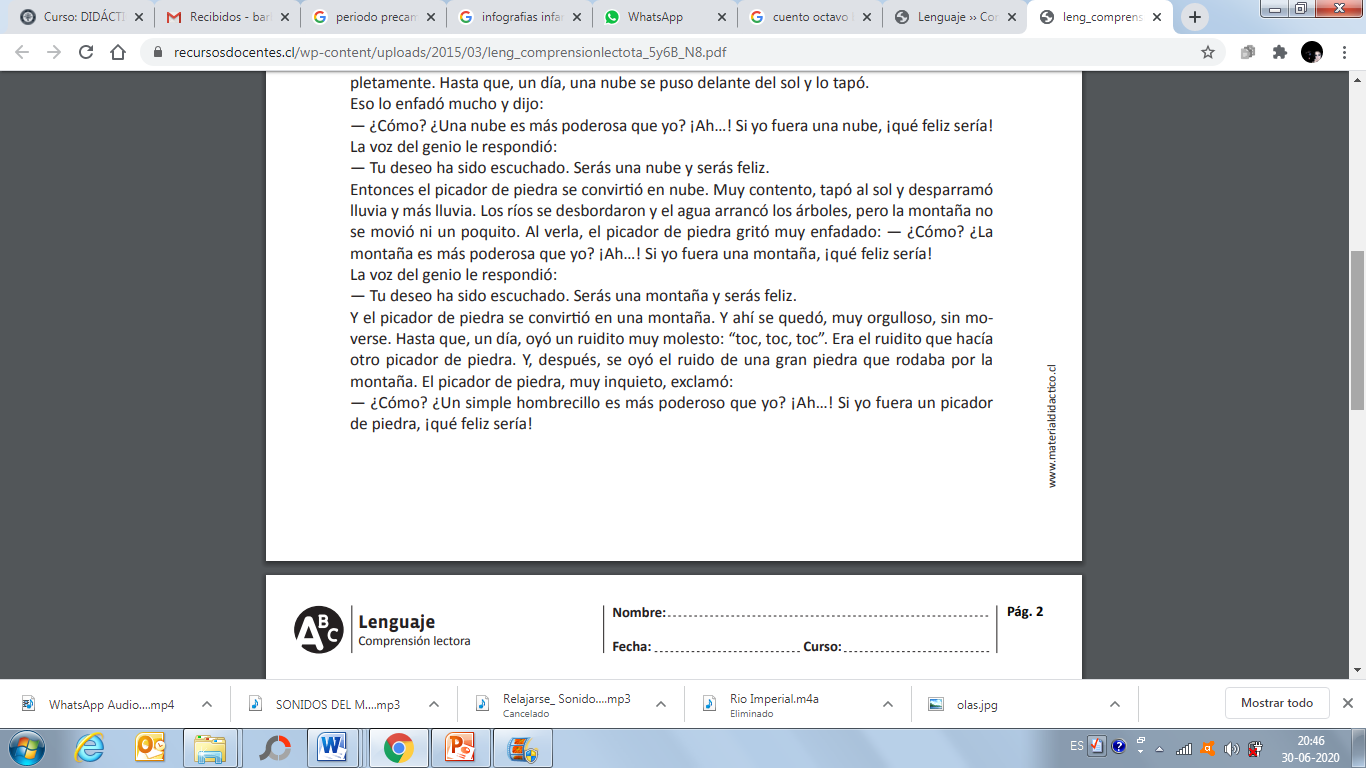 Curso: DIDÁCTI
Recibidos - bar
periodo precam
infografias infan
WhatsApp
cuento octavo
Lenguaje ›› Con
leng_comprens
recursosdocentes.cl/wp-content/uploads/2015/03/leng_comprensionlectota_5y6B_N8.pdf
pletamente. Hasta que, un día, una nube se puso delante del sol y lo tapó.
Eso lo enfadó mucho y dijo:
— ¿Cómo? ¿Una nube es más poderosa que yo? ¡Ah...! Si yo fuera una nube, ¡qué feliz sería!
La voz del genio le respondió:
— Tu deseo ha sido escuchado. Serás una nube y serás feliz.
Entonces el picador de piedra se convirtió en nube. Muy contento, tapó al sol y desparramó
lluvia y más lluvia. Los ríos se desbordaron y el agua arrancó los árboles, pero la montaña no
se movió ni un poquito. Al verla, el picador de piedra gritó muy enfadado: — ¿Cómo? ¿La
montaña es más poderosa que yo? ¡Ah...! Si yo fuera una montaña, ¡qué feliz sería!
La voz del genio le respondió:
— Tu deseo ha sido escuchado. Serás una montaña y serás feliz.
Y el picador de piedra se convirtió en una montaña. Y ahí se quedó, muy orgulloso, sin mo-
verse. Hasta que, un día, oyó un ruidito muy molesto: “toc, toc, toc”. Era el ruidito que hacía
otro picador de piedra. Y, después, se oyó el ruido de una gran piedra que rodaba por la
montaña. El picador de piedra, muy inquieto, exclamó:
— ¿Cómo? ¿Un simple hombrecillo es más poderoso que yo? ¡Ah...! Si yo fuera un picador
de piedra, ¡qué feliz sería!
www.materialdidactico.cl
ABC
Lenguaje
Comprensión lectora
Nombre:
Fecha: Curso:
Pág. 2
WhatsApp Audio....mp4
SONIDOS DEL M....mp3
Relajarse_ Sonido....mp3
Cancelado
Rio Imperial.m4a
Eliminado
olas.jpg
Mostrar todo
ES
20:46
30-06-2020